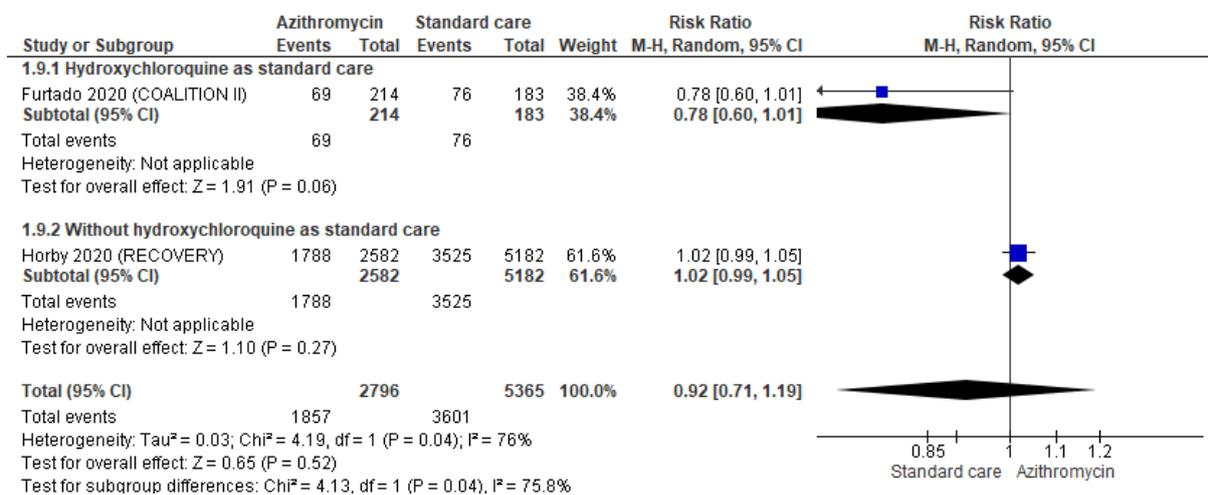 Azithromycin Standard care Risk Ratio Risk Ratio
Study or Subgroup Events Total Events Total Weight M-H, Random, 95% CI M-H, Random, 95% CI
1.9.1 Hydroxychloroquine as standard care
Furtado 2020 (COALITION II) 69 214 76 183 38.4% 0.78 [0.60, 1.01]
Subtotal (95% CI) 214 183 38.4% 0.78 [0.60, 1.01]
Total events 69 76
Heterogeneity: Not applicable
Test for overall effect: Z = 1.91 (P = 0.06)
1.9.2 Without hydroxychloroquine as standard care
Horby 2020 (RECOVERY) 1788 2582 3525 5182 61.6% 1.02 [0.99, 1.05]
Subtotal (95% CI) 2582 5182 61.6% 1.02 [0.99, 1.05]
Total events 1788 3525
Heterogeneity: Not applicable
Test for overall effect: Z = 1.10 (P = 0.27)
Total (95% CI) 2796 5365 100.0% 0.92 [0.71, 1.19]
Total events 1857 3601
Heterogeneity: Tau² = 0.03; Chi² = 4.19, df = 1 (P = 0.04); I² = 76%
Test for overall effect: Z = 0.65 (P = 0.52)
Test for subgroup differences: Chi² = 4.13, df = 1 (P = 0.04), I² = 75.8%
0.85 1 1.1 1.2
Standard care Azithromycin